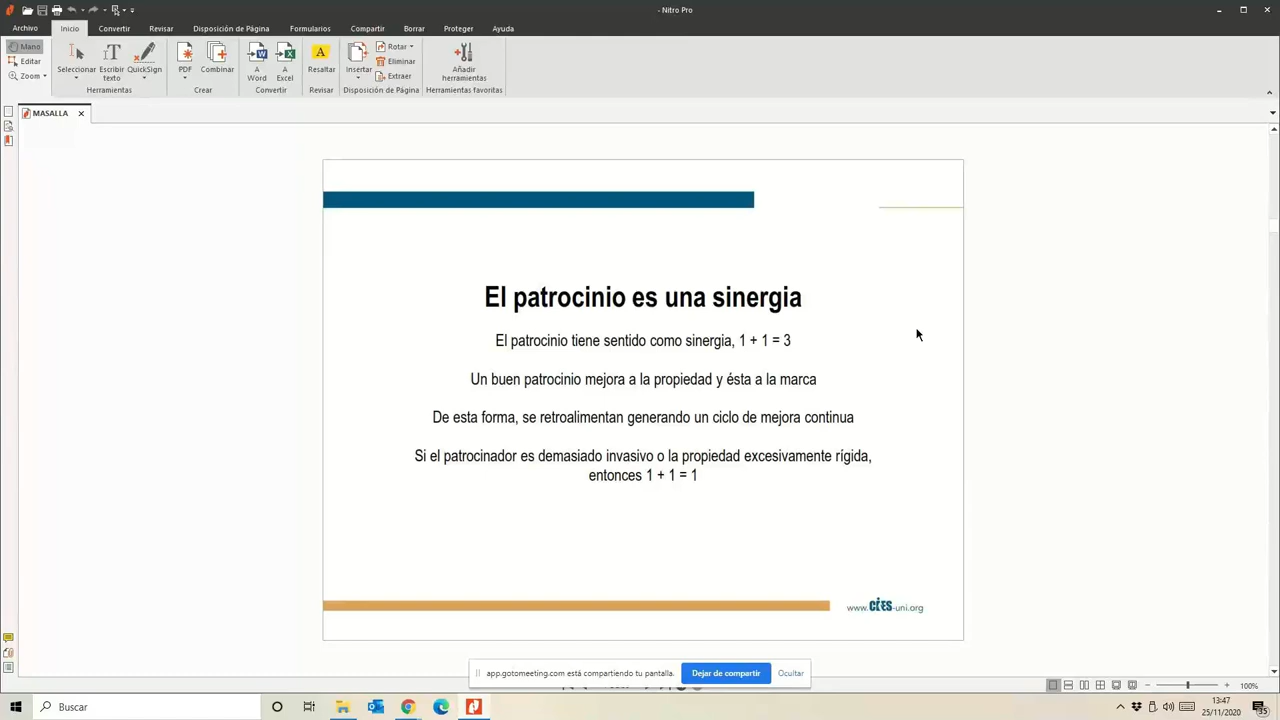 - Nitro Pro
Archivo Inicio Convertir Revisar Disposición de Página Formularios Compartir Borrar Proteger Ayuda
Mano
Editar
Zoom
Seleccionar
Escribir texto
QuickSign
Herramientas
PDF
Combinar
Crear
A Word
A Excel
Convertir
A
Resaltar
Revisar
Insertar
Rotar
Eliminar
Extraer
Disposición de Página
Añadir herramientas
Herramientas favoritas
MASALLA
El patrocinio es una sinergia
El patrocinio tiene sentido como sinergia, 1 + 1 = 3
Un buen patrocinio mejora a la propiedad y ésta a la marca
De esta forma, se retroalimentan generando un ciclo de mejora continua
Si el patrocinador es demasiado invasivo o la propiedad excesivamente rígida,
entonces 1 + 1 = 1
www.CIES-uni.org
app.gotomeeting.com está compartiendo tu pantalla. Dejar de compartir Ocultar
100%
Buscar
13:47
25/11/2020
35